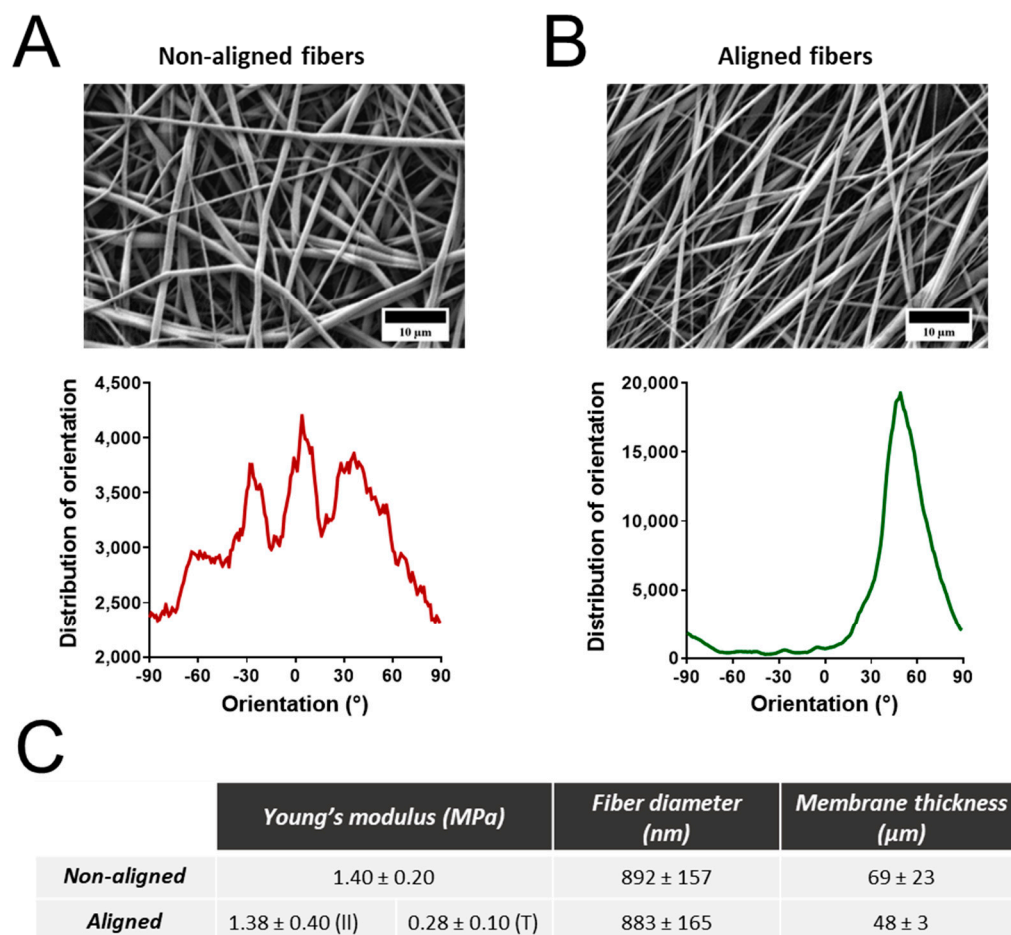 A
Non-aligned fibers
10 µm
4,500
4,000
3,500
3,000
2,500
2,000
Distribution of orientation
-90 -60 -30 0 30 60 90
Orientation (°)
B
Aligned fibers
10 µm
20,000
15,000
10,000
5,000
0
Distribution of orientation
-90 -60 -30 0 30 60 90
Orientation (°)
C
Young's modulus (MPa) Fiber diameter (nm) Membrane thickness (µm)
Non-aligned 1.40 ± 0.20 892 ± 157 69 ± 23
Aligned 1.38 ± 0.40 (II) 0.28 ± 0.10 (T) 883 ± 165 48 ± 3